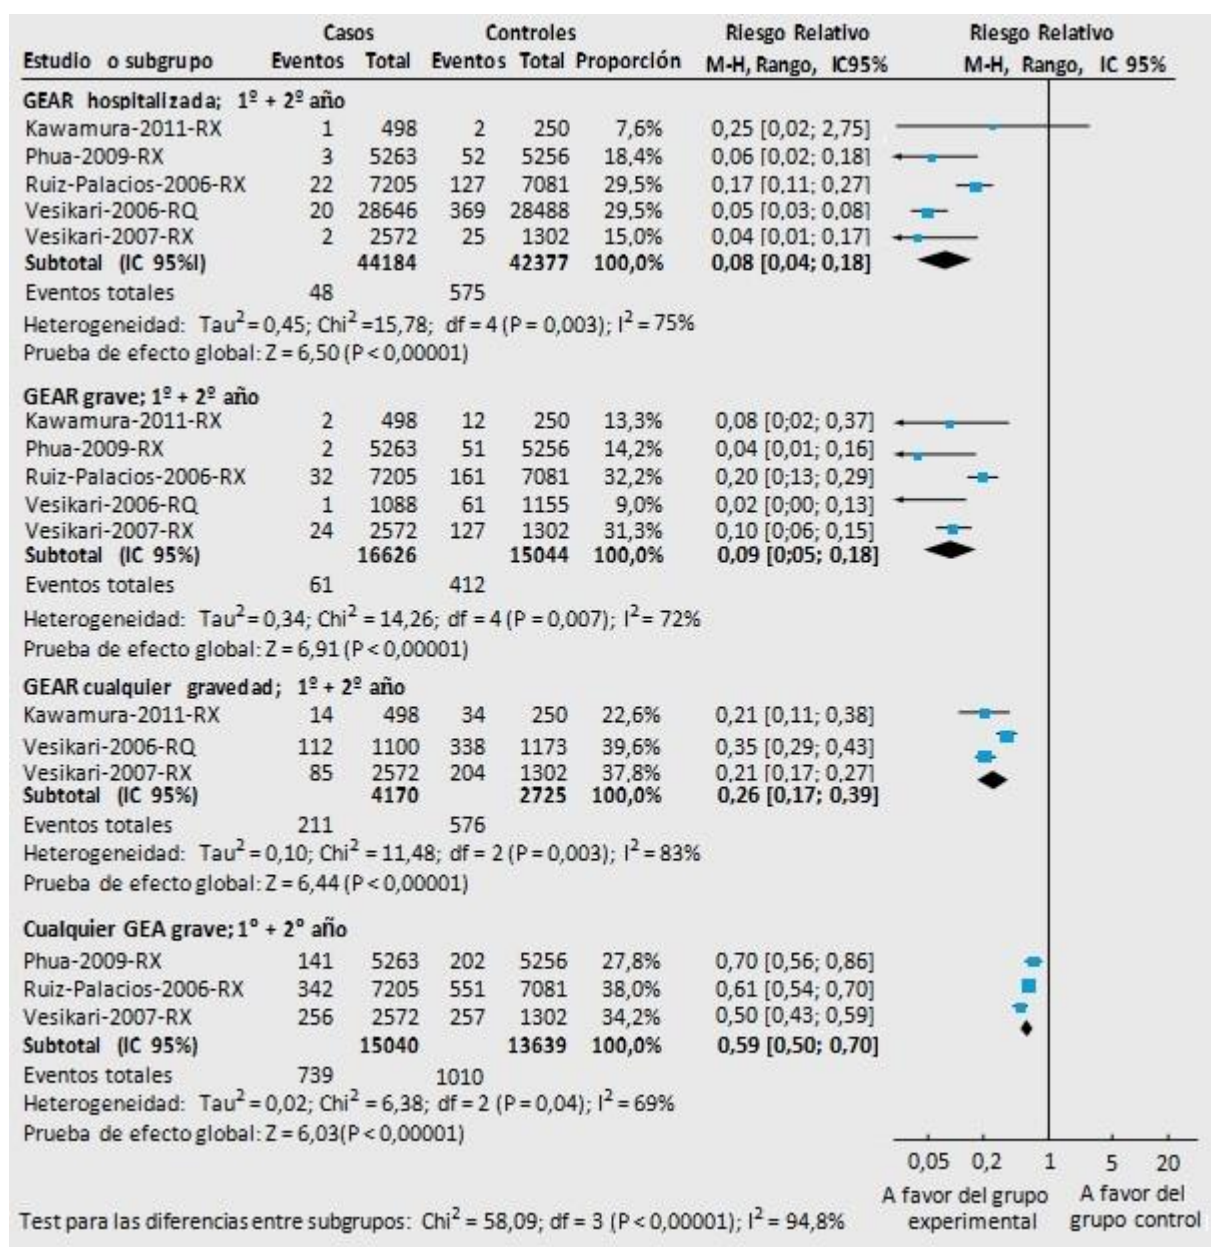 Casos Controles Riesgo Relativo Riesgo Relativo
Estudio o subgrupo Eventos Total Eventos Total Proporción M-H, Rango, IC95% M-H, Rango, IC 95%
GEAR hospitalizada; 1º + 2º año
Kawamura-2011-RX 1 498 2 250 7,6% 0,25 [0,02; 2,75]
Phua-2009-RX 3 5263 52 5256 18,4% 0,06 [0,02; 0,18]
Ruiz-Palacios-2006-RX 22 7205 127 7081 29,5% 0,17 [0,11; 0,27]
Vesikari-2006-RQ 20 28646 369 28488 29,5% 0,05 [0,03; 0,08]
Vesikari-2007-RX 2 2572 25 1302 15,0% 0,04 [0,01; 0,17]
Subtotal (IC 95%I) 44184 42377 100,0% 0,08 [0,04; 0,18]
Eventos totales 48 575
Heterogeneidad: Tau² = 0,45; Chi² =15,78; df = 4 (P = 0,003); I² = 75%
Prueba de efecto global: Z = 6,50 (P < 0,00001)
GEAR grave; 1º + 2º año
Kawamura-2011-RX 2 498 12 250 13,3% 0,08 [0;02; 0,37]
Phua-2009-RX 2 5263 51 5256 14,2% 0,04 [0,01; 0,16]
Ruiz-Palacios-2006-RX 32 7205 161 7081 32,2% 0,20 [0;13; 0,29]
Vesikari-2006-RQ 1 1088 61 1155 9,0% 0,02 [0;00; 0,13]
Vesikari-2007-RX 24 2572 127 1302 31,3% 0,10 [0;06; 0,15]
Subtotal (IC 95%) 16626 15044 100,0% 0,09 [0;05; 0,18]
Eventos totales 61 412
Heterogeneidad: Tau² = 0,34; Chi² = 14,26; df = 4 (P = 0,007); I² = 72%
Prueba de efecto global: Z = 6,91 (P < 0,00001)
GEAR cualquier gravedad; 1º + 2º año
Kawamura-2011-RX 14 498 34 250 22,6% 0,21 [0,11; 0,38]
Vesikari-2006-RQ 112 1100 338 1173 39,6% 0,35 [0,29; 0,43]
Vesikari-2007-RX 85 2572 204 1302 37,8% 0,21 [0,17; 0,27]
Subtotal (IC 95%) 4170 2725 100,0% 0,26 [0,17; 0,39]
Eventos totales 211 576
Heterogeneidad: Tau² = 0,10; Chi² = 11,48; df = 2 (P = 0,003); I² = 83%
Prueba de efecto global: Z = 6,44 (P < 0,00001)
Cualquier GEA grave; 1º + 2º año
Phua-2009-RX 141 5263 202 5256 27,8% 0,70 [0,56; 0,86]
Ruiz-Palacios-2006-RX 342 7205 551 7081 38,0% 0,61 [0,54; 0,70]
Vesikari-2007-RX 256 2572 257 1302 34,2% 0,50 [0,43; 0,59]
Subtotal (IC 95%) 15040 13639 100,0% 0,59 [0,50; 0,70]
Eventos totales 739 1010
Heterogeneidad: Tau² = 0,02; Chi² = 6,38; df = 2 (P = 0,04); I² = 69%
Prueba de efecto global: Z = 6,03(P < 0,00001)
0,05 0,2 1 5 20
A favor del grupo experimental A favor del grupo control
Test para las diferencias entre subgrupos: Chi² = 58,09; df = 3 (P < 0,00001); I² = 94,8%